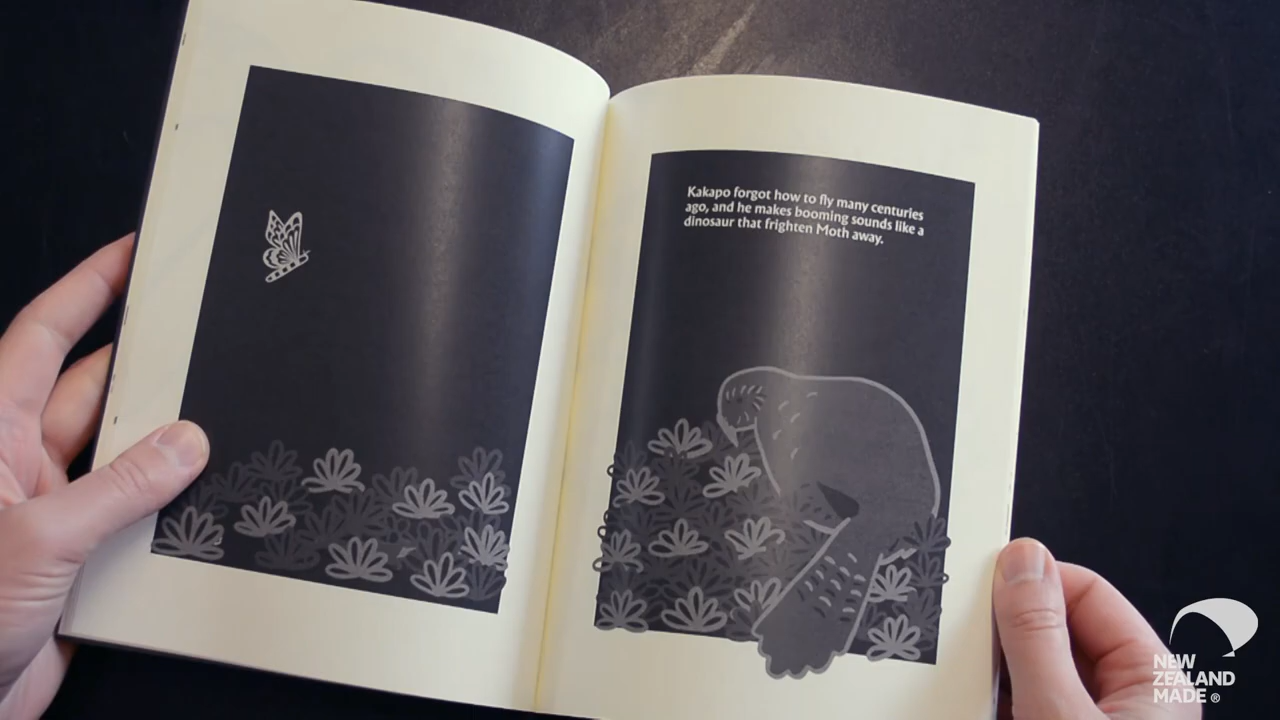 Kakapo forgot how to fly many centuries
ago, and he makes booming sounds like a
dinosaur that frighten Moth away.
NEW
ZEALAND
MADE ®